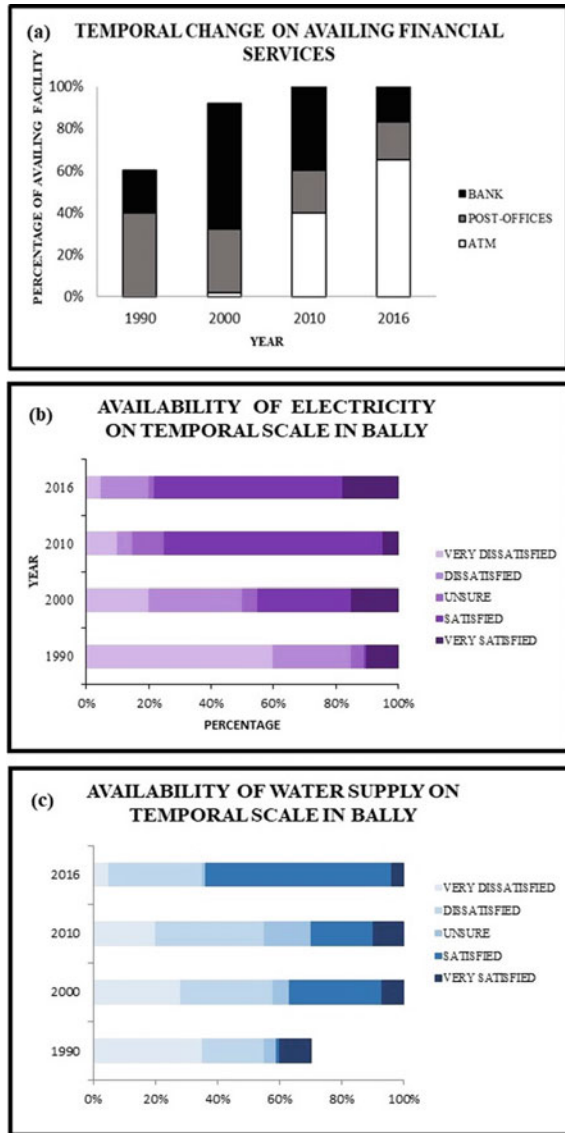 (a) TEMPORAL CHANGE ON AVAILING FINANCIAL
SERVICES
PERCENTAGE OF AVAILING FACILITY
100%
80%
60%
40%
20%
0%
1990 2000 2010 2016
YEAR
BANK
POST-OFFICES
ATM
(b) AVAILABILITY OF ELECTRICITY
ON TEMPORAL SCALE IN BALLY
YEAR
2016
2010
2000
1990
0% 20% 40% 60% 80% 100%
PERCENTAGE
VERY DISSATISFIED
DISSATISFIED
UNSURE
SATISFIED
VERY SATISFIED
(c) AVAILABILITY OF WATER SUPPLY ON
TEMPORAL SCALE IN BALLY
2016
2010
2000
1990
0% 20% 40% 60% 80% 100%
VERY DISSATISFIED
DISSATISFIED
UNSURE
SATISFIED
VERY SATISFIED